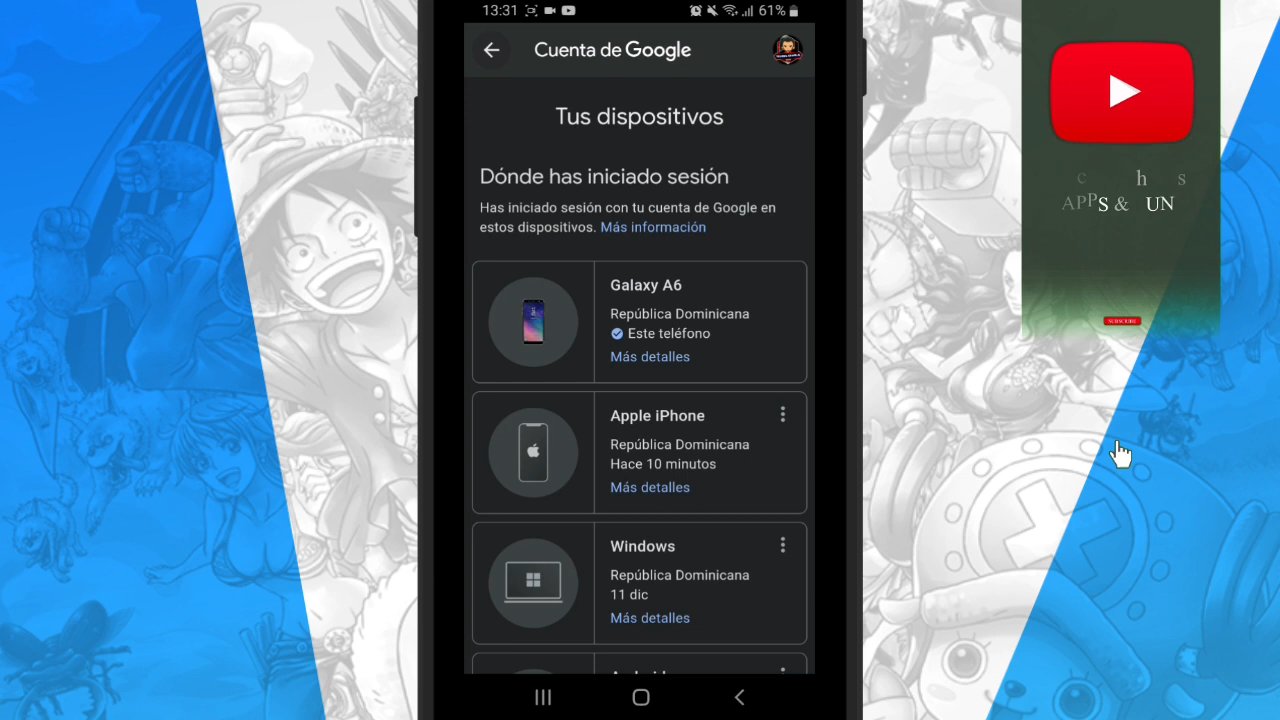 13:31
61%
Cuenta de Google
Tus dispositivos
Dónde has iniciado sesión
Has iniciado sesión con tu cuenta de Google en
estos dispositivos. Más información
Galaxy A6
República Dominicana
Este teléfono
Más detalles
Apple iPhone
República Dominicana
Hace 10 minutos
Más detalles
Windows
República Dominicana
11 dic
Más detalles
c h s
APPS & UN
SUBSCRIBE